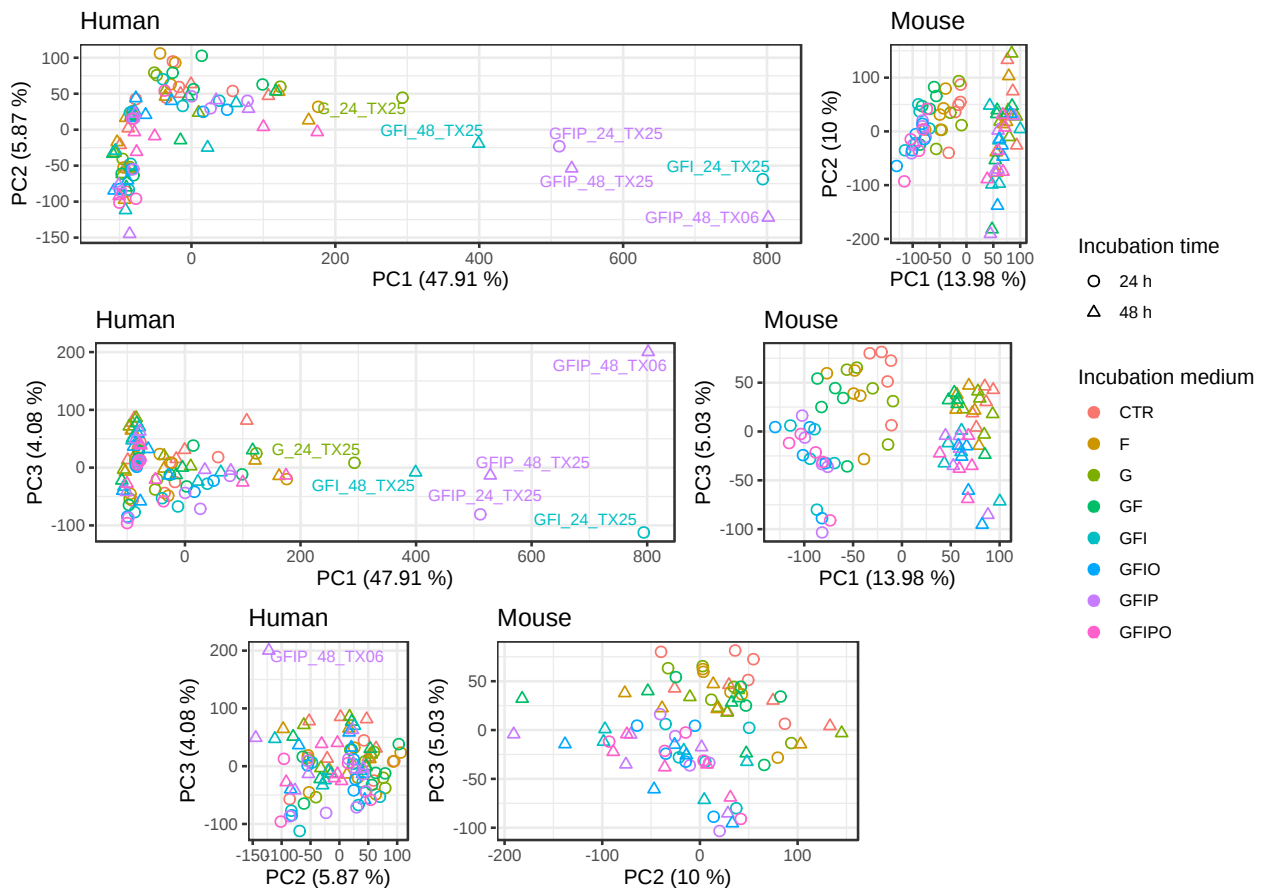 Human
Mouse
PC2 (5.87 %)
100
50
0
-50
-100
-150
G_24_TX25
GFI_48_TX25
GFIP_24_TX25
GFIP_48_TX25
GFI_24_TX25
GFIP_48_TX06
0
200
400
600
800
PC1 (47.91 %)
PC2 (10 %)
100
0
-100
-200
-100
-50
0
50
100
PC1 (13.98 %)
Human
Mouse
PC3 (4.08 %)
200
100
0
-100
GFIP_48_TX06
G_24_TX25
GFIP_48_TX25
GFI_48_TX25
GFIP_24_TX25
GFI_24_TX25
0
200
400
600
800
PC1 (47.91 %)
PC3 (5.03 %)
50
0
-50
-100
-100
-50
0
50
100
PC1 (13.98 %)
Human
Mouse
PC3 (4.08 %)
200
100
0
-100
GFIP_48_TX06
-150
-100
-50
0
50
100
PC2 (5.87 %)
PC3 (5.03 %)
50
0
-50
-100
-200
-100
0
100
PC2 (10 %)
Incubation time
24 h
48 h
Incubation medium
CTR
F
G
GF
GFI
GFIO
GFIP
GFIPO